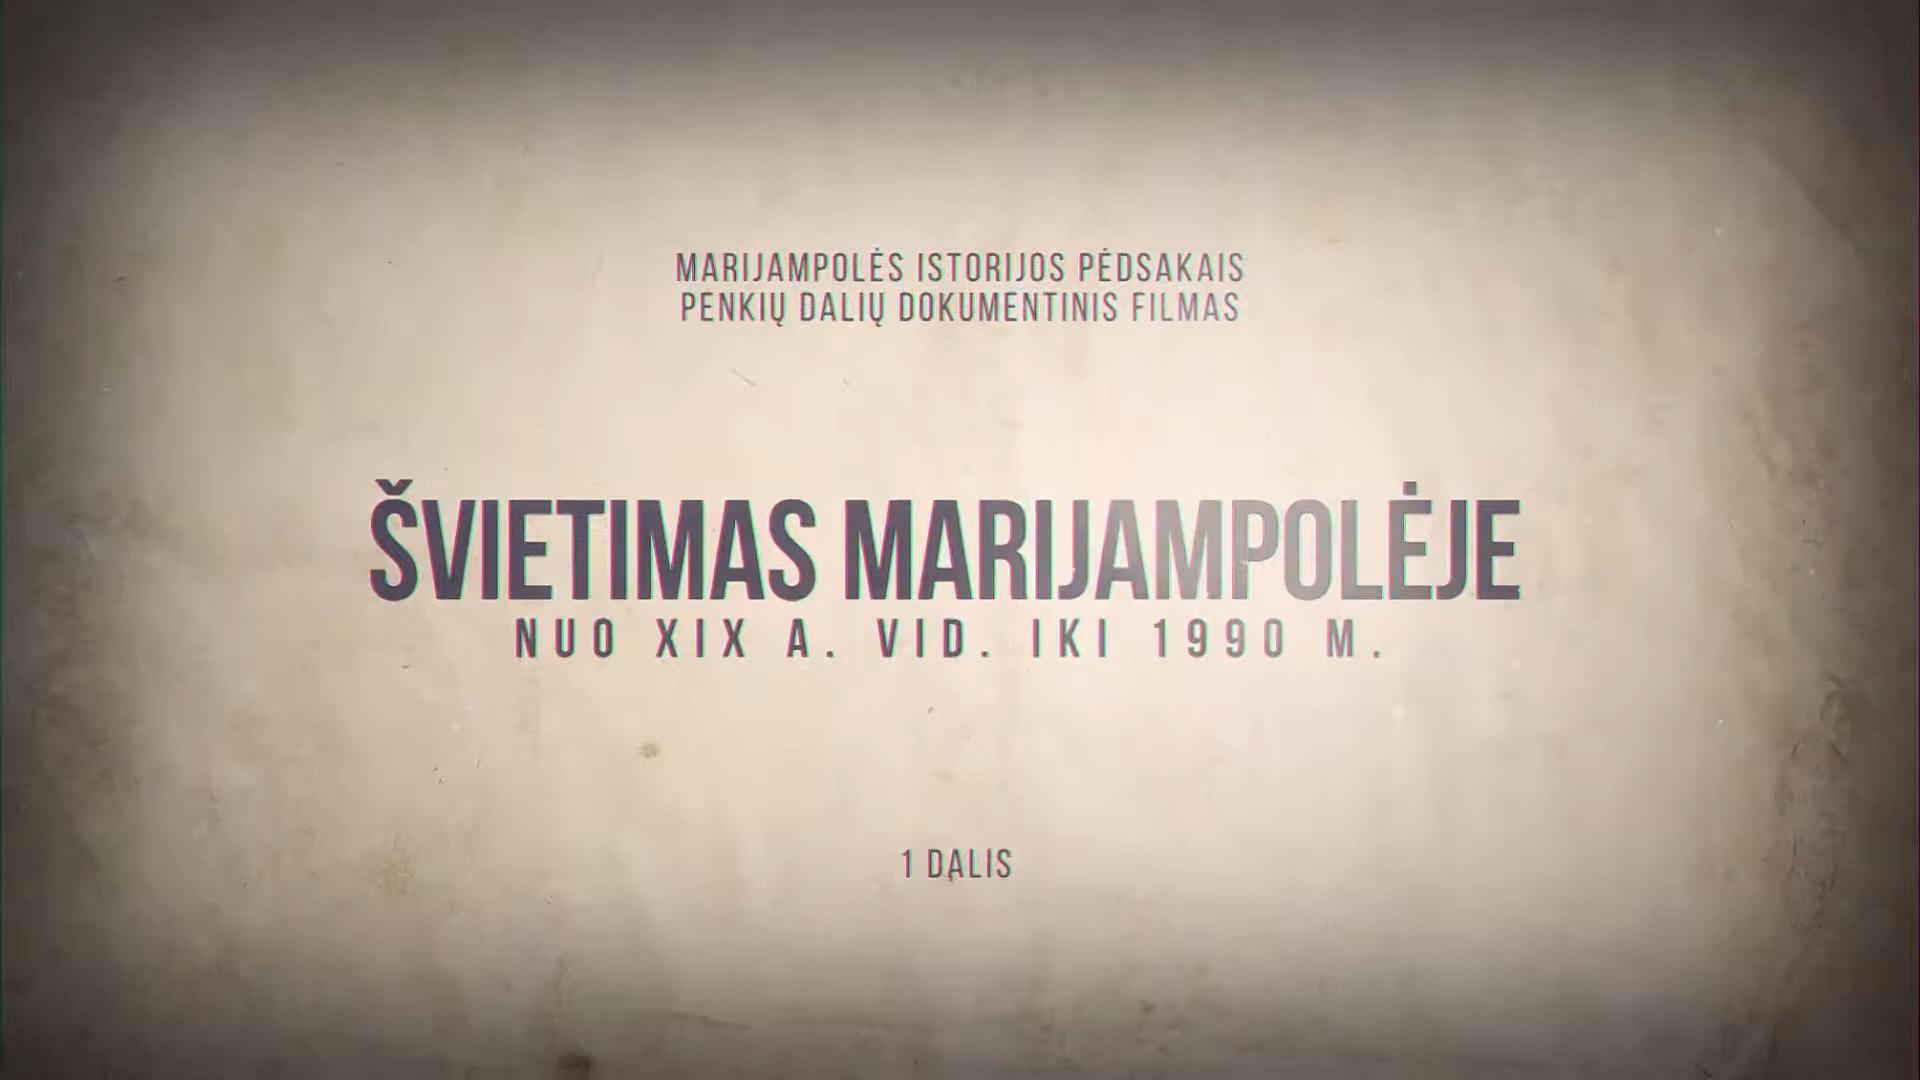 MARIJAMPOLĖS ISTORIJOS PĖDSAKAIS
PENKIŲ DALIŲ DOKUMENTINIS FILMAS
ŠVIETIMAS MARIJAMPOLĖJE
NUO XIX A. VID. IKI 1990 M.
1 DALIS